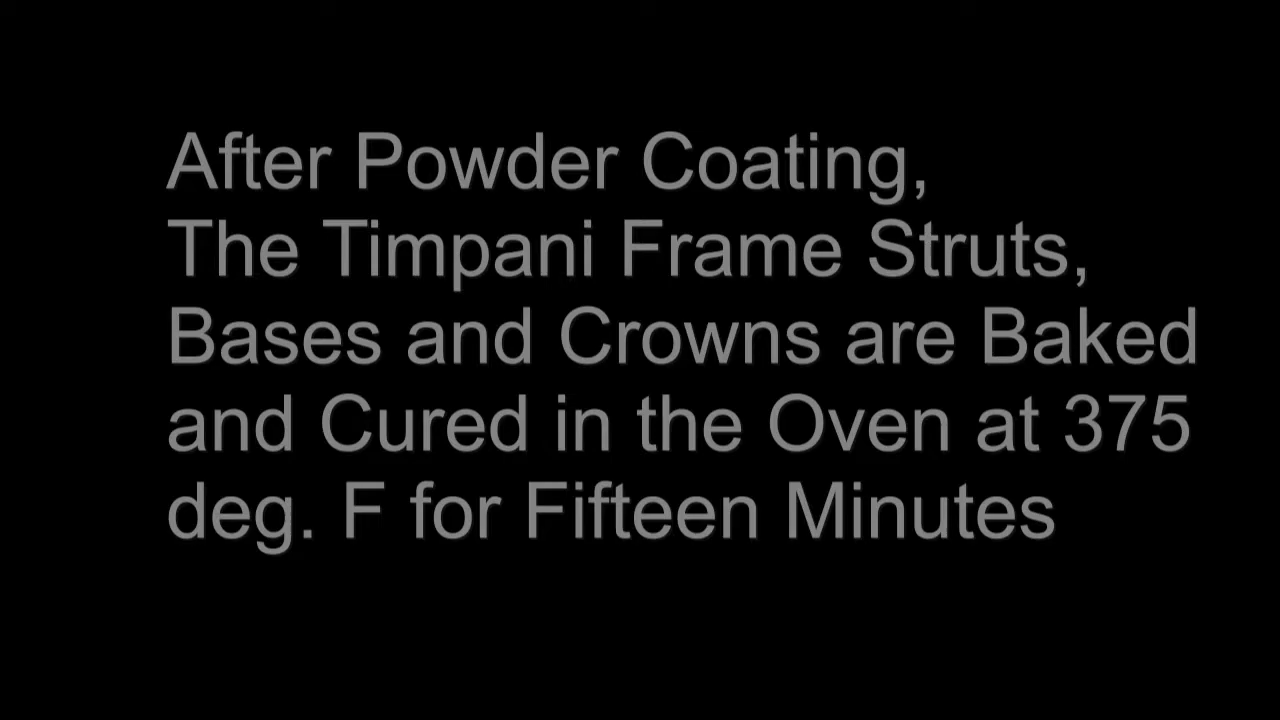 After Powder Coating,
The Timpani Frame Struts,
Bases and Crowns are Baked
and Cured in the Oven at 375
deg. F for Fifteen Minutes